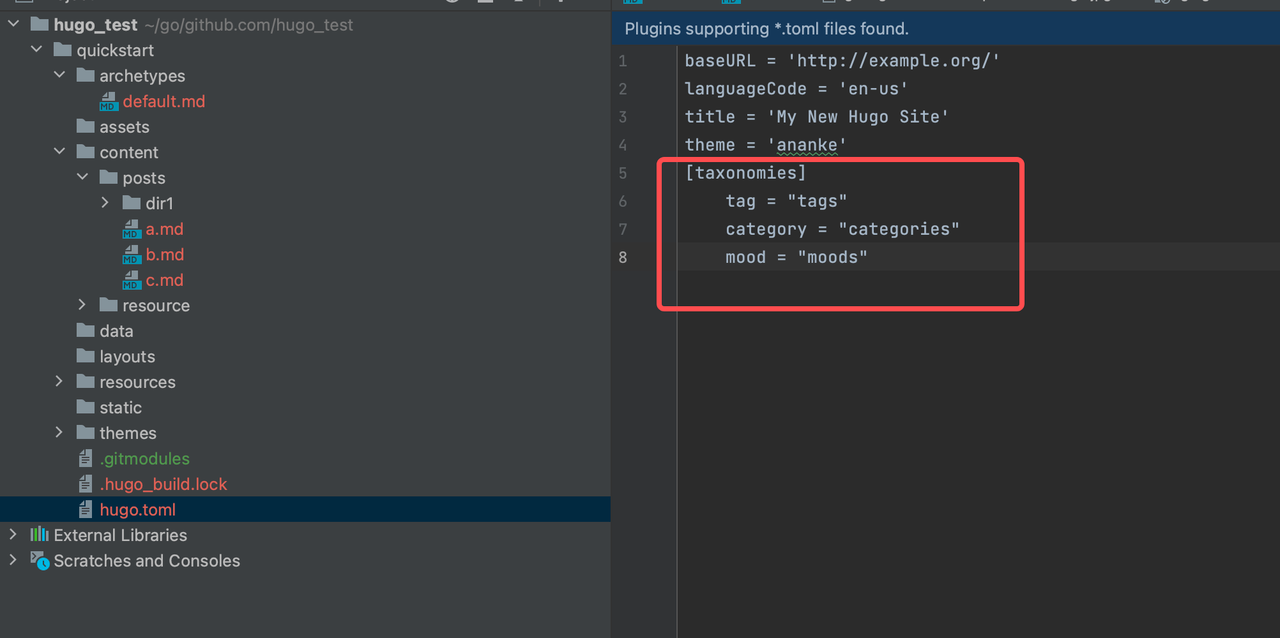 hugo_test ~/go/github.com/hugo_test
quickstart
archetypes
MD default.md
assets
content
posts
dir1
MD a.md
MD b.md
MD c.md
resource
data
layouts
resources
static
themes
.gitmodules
.hugo_build.lock
hugo.toml
External Libraries
Scratches and Consoles
Plugins supporting *.toml files found.
1 baseURL = 'http://example.org/'
2 languageCode = 'en-us'
3 title = 'My New Hugo Site'
4 theme = 'ananke'
5 [taxonomies]
6 tag = "tags"
7 category = "categories"
8 mood = "moods"